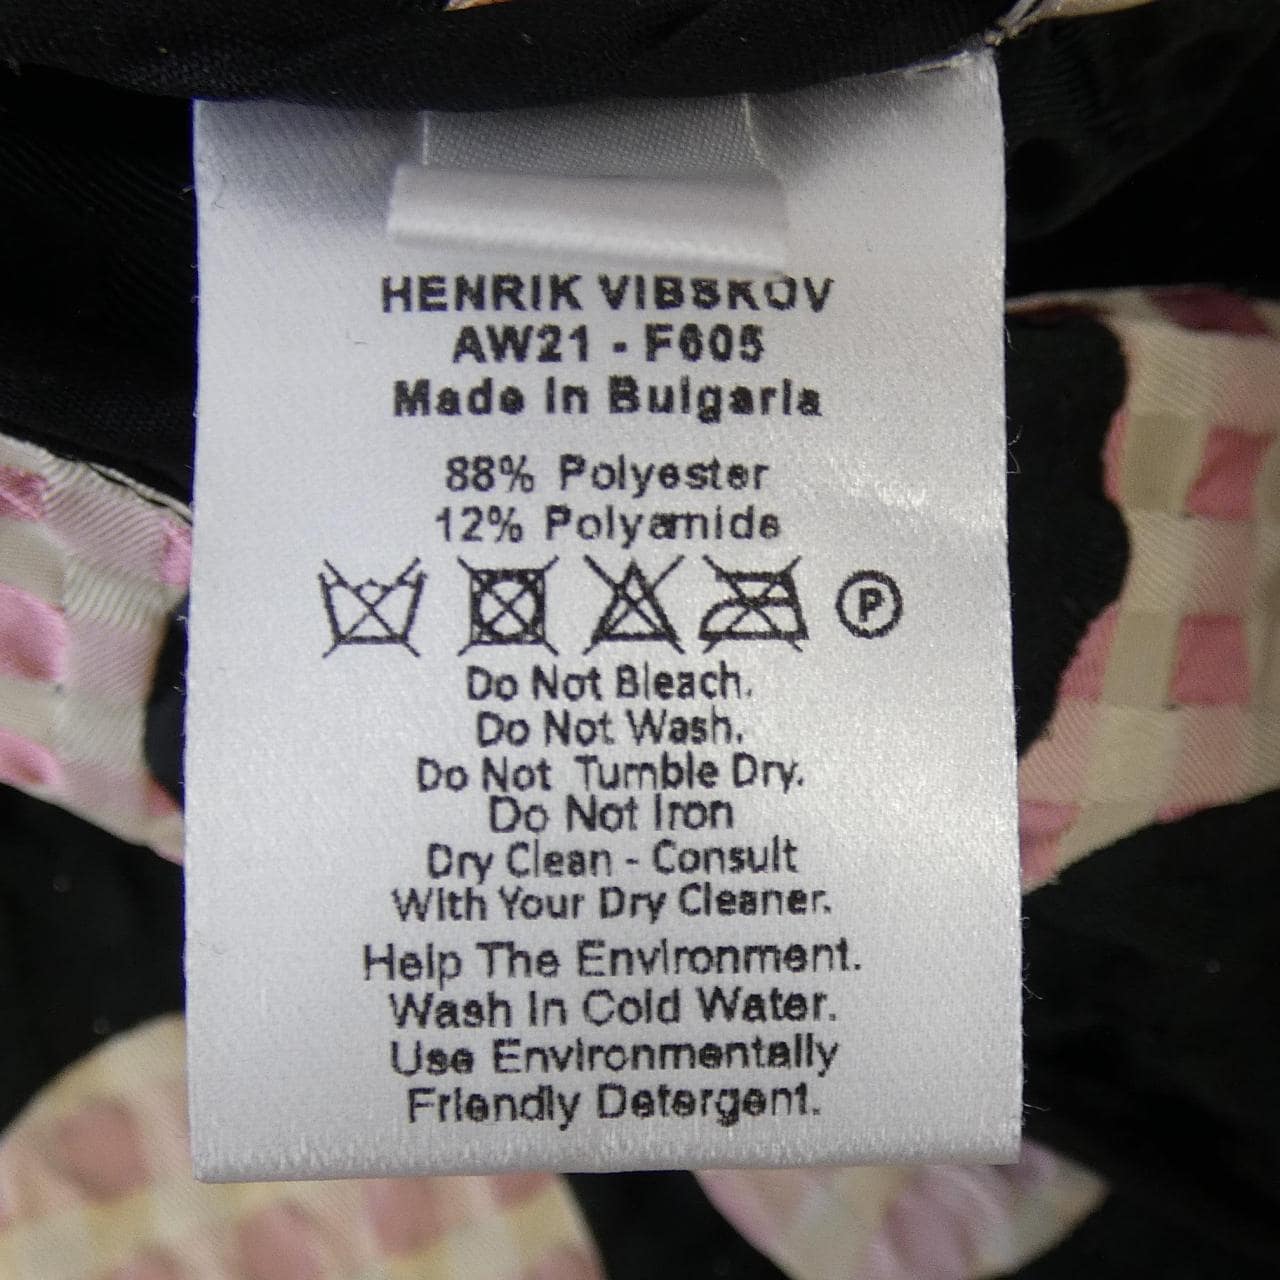 HENRIK VIBSKOV
AW21 - F605
Made In Bulgaria
88% Polyester
12% Polyamide
P
Do Not Bleach.
Do Not Wash.
Do Not Tumble Dry.
Do Not Iron
Dry Clean - Consult
With Your Dry Cleaner.
Help The Environment.
Wash In Cold Water.
Use Environmentally
Friendly Detergent.